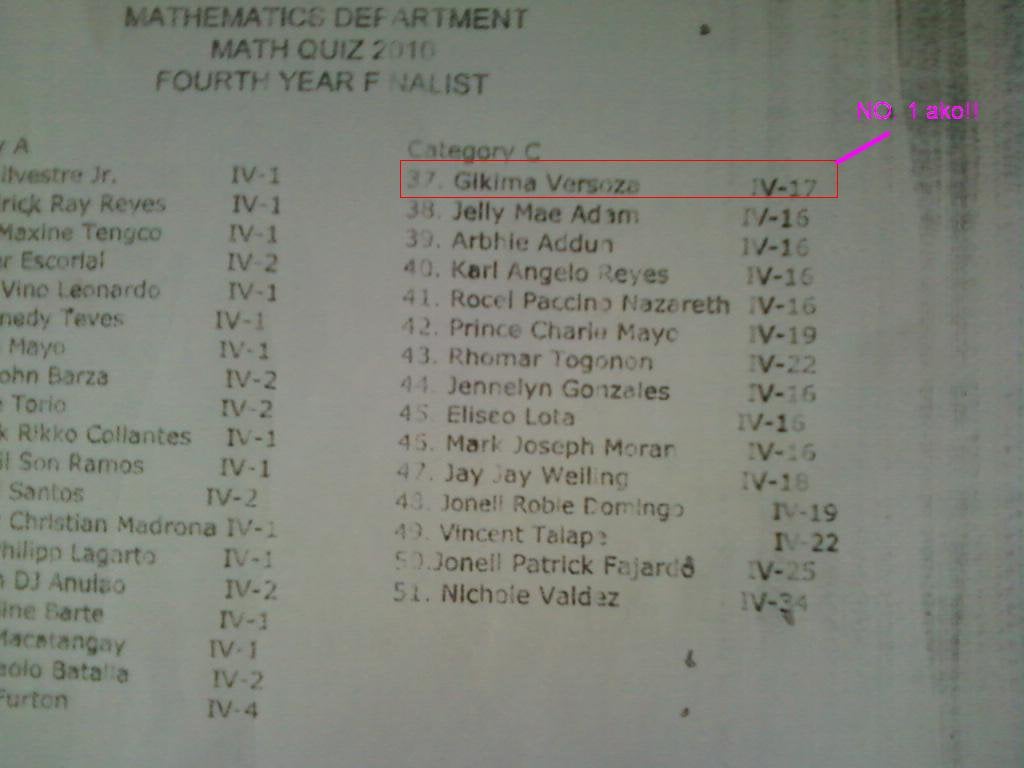 MATHEMATICS DEPARTMENT
MATH QUIZ 2010
FOURTH YEAR FINALIST
NO. 1 ako!!
y A
ilvestre Jr. IV-1
rick Ray Reyes IV-1
Maxine Tengco IV-1
r Escorial IV-2
Vino Leonardo IV-1
nedy Teves IV-1
Mayo IV-1
ohn Barza IV-2
e Torio IV-2
k Rikko Collantes IV-1
il Son Ramos IV-1
Santos IV-2
r Christian Madrona IV-1
Philipp Lagarto IV-1
n DJ Anulao IV-2
ine Barte IV-1
Macatangay IV-1
aolo Batalla IV-2
Furton IV-4
Category C
37. Gikima Versoza IV-17
38. Jelly Mae Adam IV-16
39. Arbhie Addun IV-16
40. Karl Angelo Reyes IV-16
41. Rocel Paccino Nazareth IV-16
42. Prince Charlie Mayo IV-19
43. Rhomar Togonon IV-22
44. Jennelyn Gonzales IV-16
45. Eliseo Lota IV-16
46. Mark Joseph Moran IV-16
47. Jay Jay Weiling IV-18
48. Jonell Robie Domingo IV-19
49. Vincent Talape IV-22
50. Jonell Patrick Fajardo IV-25
51. Nichole Valdez IV-34